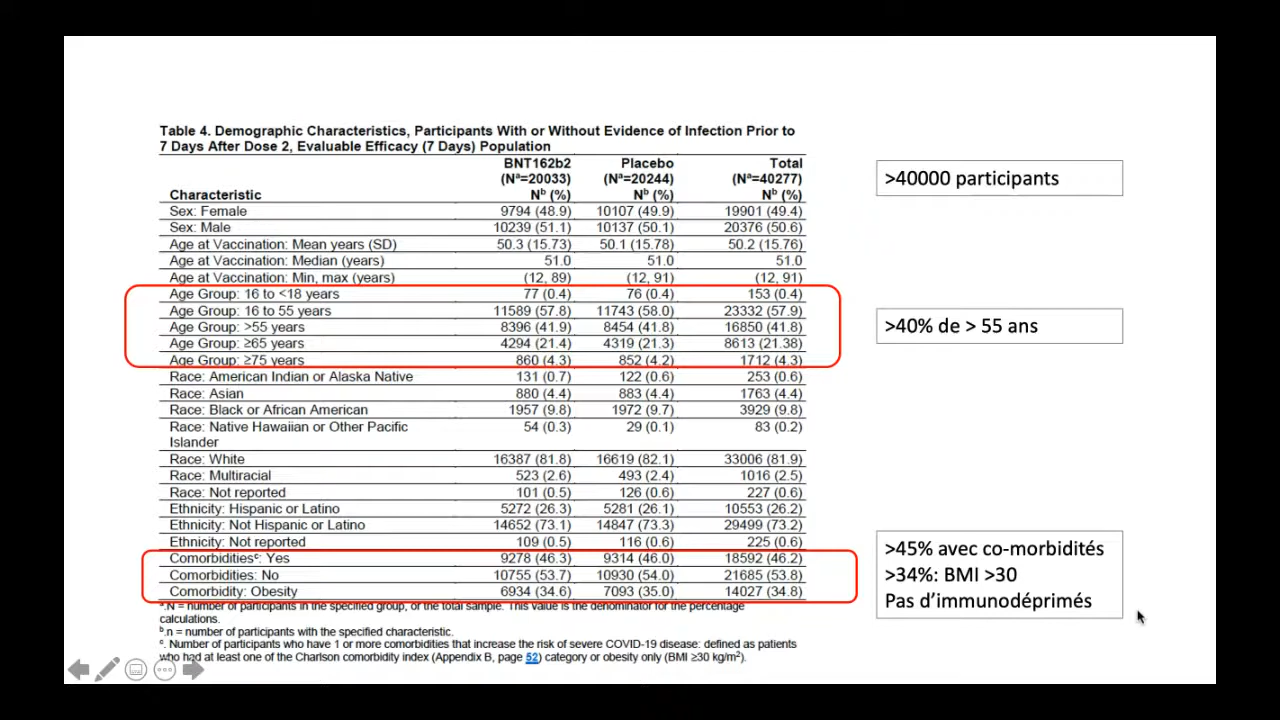 Table 4. Demographic Characteristics, Participants With or Without Evidence of Infection Prior to
7 Days After Dose 2, Evaluable Efficacy (7 Days) Population
BNT162b2 Placebo Total
(Nª=20033) (Nª=20244) (Nª=40277)
Characteristic Nᵇ (%) Nᵇ (%) Nᵇ (%)
Sex: Female 9794 (48.9) 10107 (49.9) 19901 (49.4)
Sex: Male 10239 (51.1) 10137 (50.1) 20376 (50.6)
Age at Vaccination: Mean years (SD) 50.3 (15.73) 50.1 (15.78) 50.2 (15.76)
Age at Vaccination: Median (years) 51.0 51.0 51.0
Age at Vaccination: Min, max (years) (12, 89) (12, 91) (12, 91)
Age Group: 16 to <18 years 77 (0.4) 76 (0.4) 153 (0.4)
Age Group: 16 to 55 years 11589 (57.8) 11743 (58.0) 23332 (57.9)
Age Group: >55 years 8396 (41.9) 8454 (41.8) 16850 (41.8)
Age Group: ≥65 years 4294 (21.4) 4319 (21.3) 8613 (21.38)
Age Group: ≥75 years 860 (4.3) 852 (4.2) 1712 (4.3)
Race: American Indian or Alaska Native 131 (0.7) 122 (0.6) 253 (0.6)
Race: Asian 880 (4.4) 883 (4.4) 1763 (4.4)
Race: Black or African American 1957 (9.8) 1972 (9.7) 3929 (9.8)
Race: Native Hawaiian or Other Pacific 54 (0.3) 29 (0.1) 83 (0.2)
Islander
Race: White 16387 (81.8) 16619 (82.1) 33006 (81.9)
Race: Multiracial 523 (2.6) 493 (2.4) 1016 (2.5)
Race: Not reported 101 (0.5) 126 (0.6) 227 (0.6)
Ethnicity: Hispanic or Latino 5272 (26.3) 5281 (26.1) 10553 (26.2)
Ethnicity: Not Hispanic or Latino 14652 (73.1) 14847 (73.3) 29499 (73.2)
Ethnicity: Not reported 109 (0.5) 116 (0.6) 225 (0.6)
Comorbiditiesᶜ: Yes 9278 (46.3) 9314 (46.0) 18592 (46.2)
Comorbidities: No 10755 (53.7) 10930 (54.0) 21685 (53.8)
Comorbidity: Obesity 6934 (34.6) 7093 (35.0) 14027 (34.8)
ª.N = number of participants in the specified group, or the total sample. This value is the denominator for the percentage
calculations.
ᵇ.n = number of participants with the specified characteristic.
ᶜ. Number of participants who have 1 or more comorbidities that increase the risk of severe COVID-19 disease: defined as patients
who had at least one of the Charlson comorbidity index (Appendix B, page 52) category or obesity only (BMI ≥30 kg/m²).
>40000 participants
>40% de > 55 ans
>45% avec co-morbidités
>34%: BMI >30
Pas d’immunodéprimés